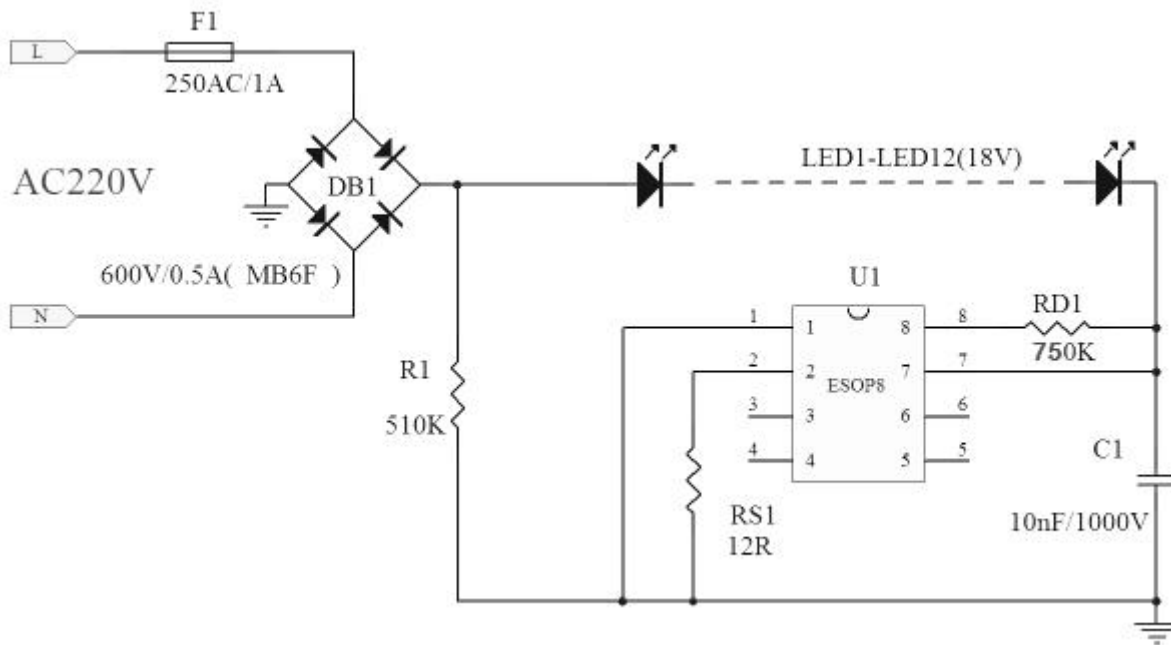 F1
L
250AC/1A
AC220V
DB1
LED1-LED12(18V)
600V/0.5A( MB6F )
N
U1
1
1
8
8
RD1
750K
2
2
7
7
R1
510K
ESOP8
3
3
6
6
4
4
5
5
C1
RS1
12R
10nF/1000V